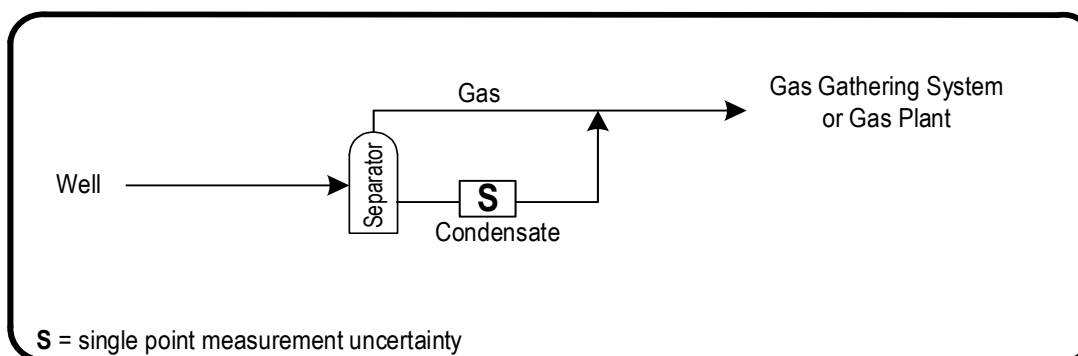 Gas
Gas Gathering System
or Gas Plant
Well
Separator
S
Condensate
S = single point measurement uncertainty